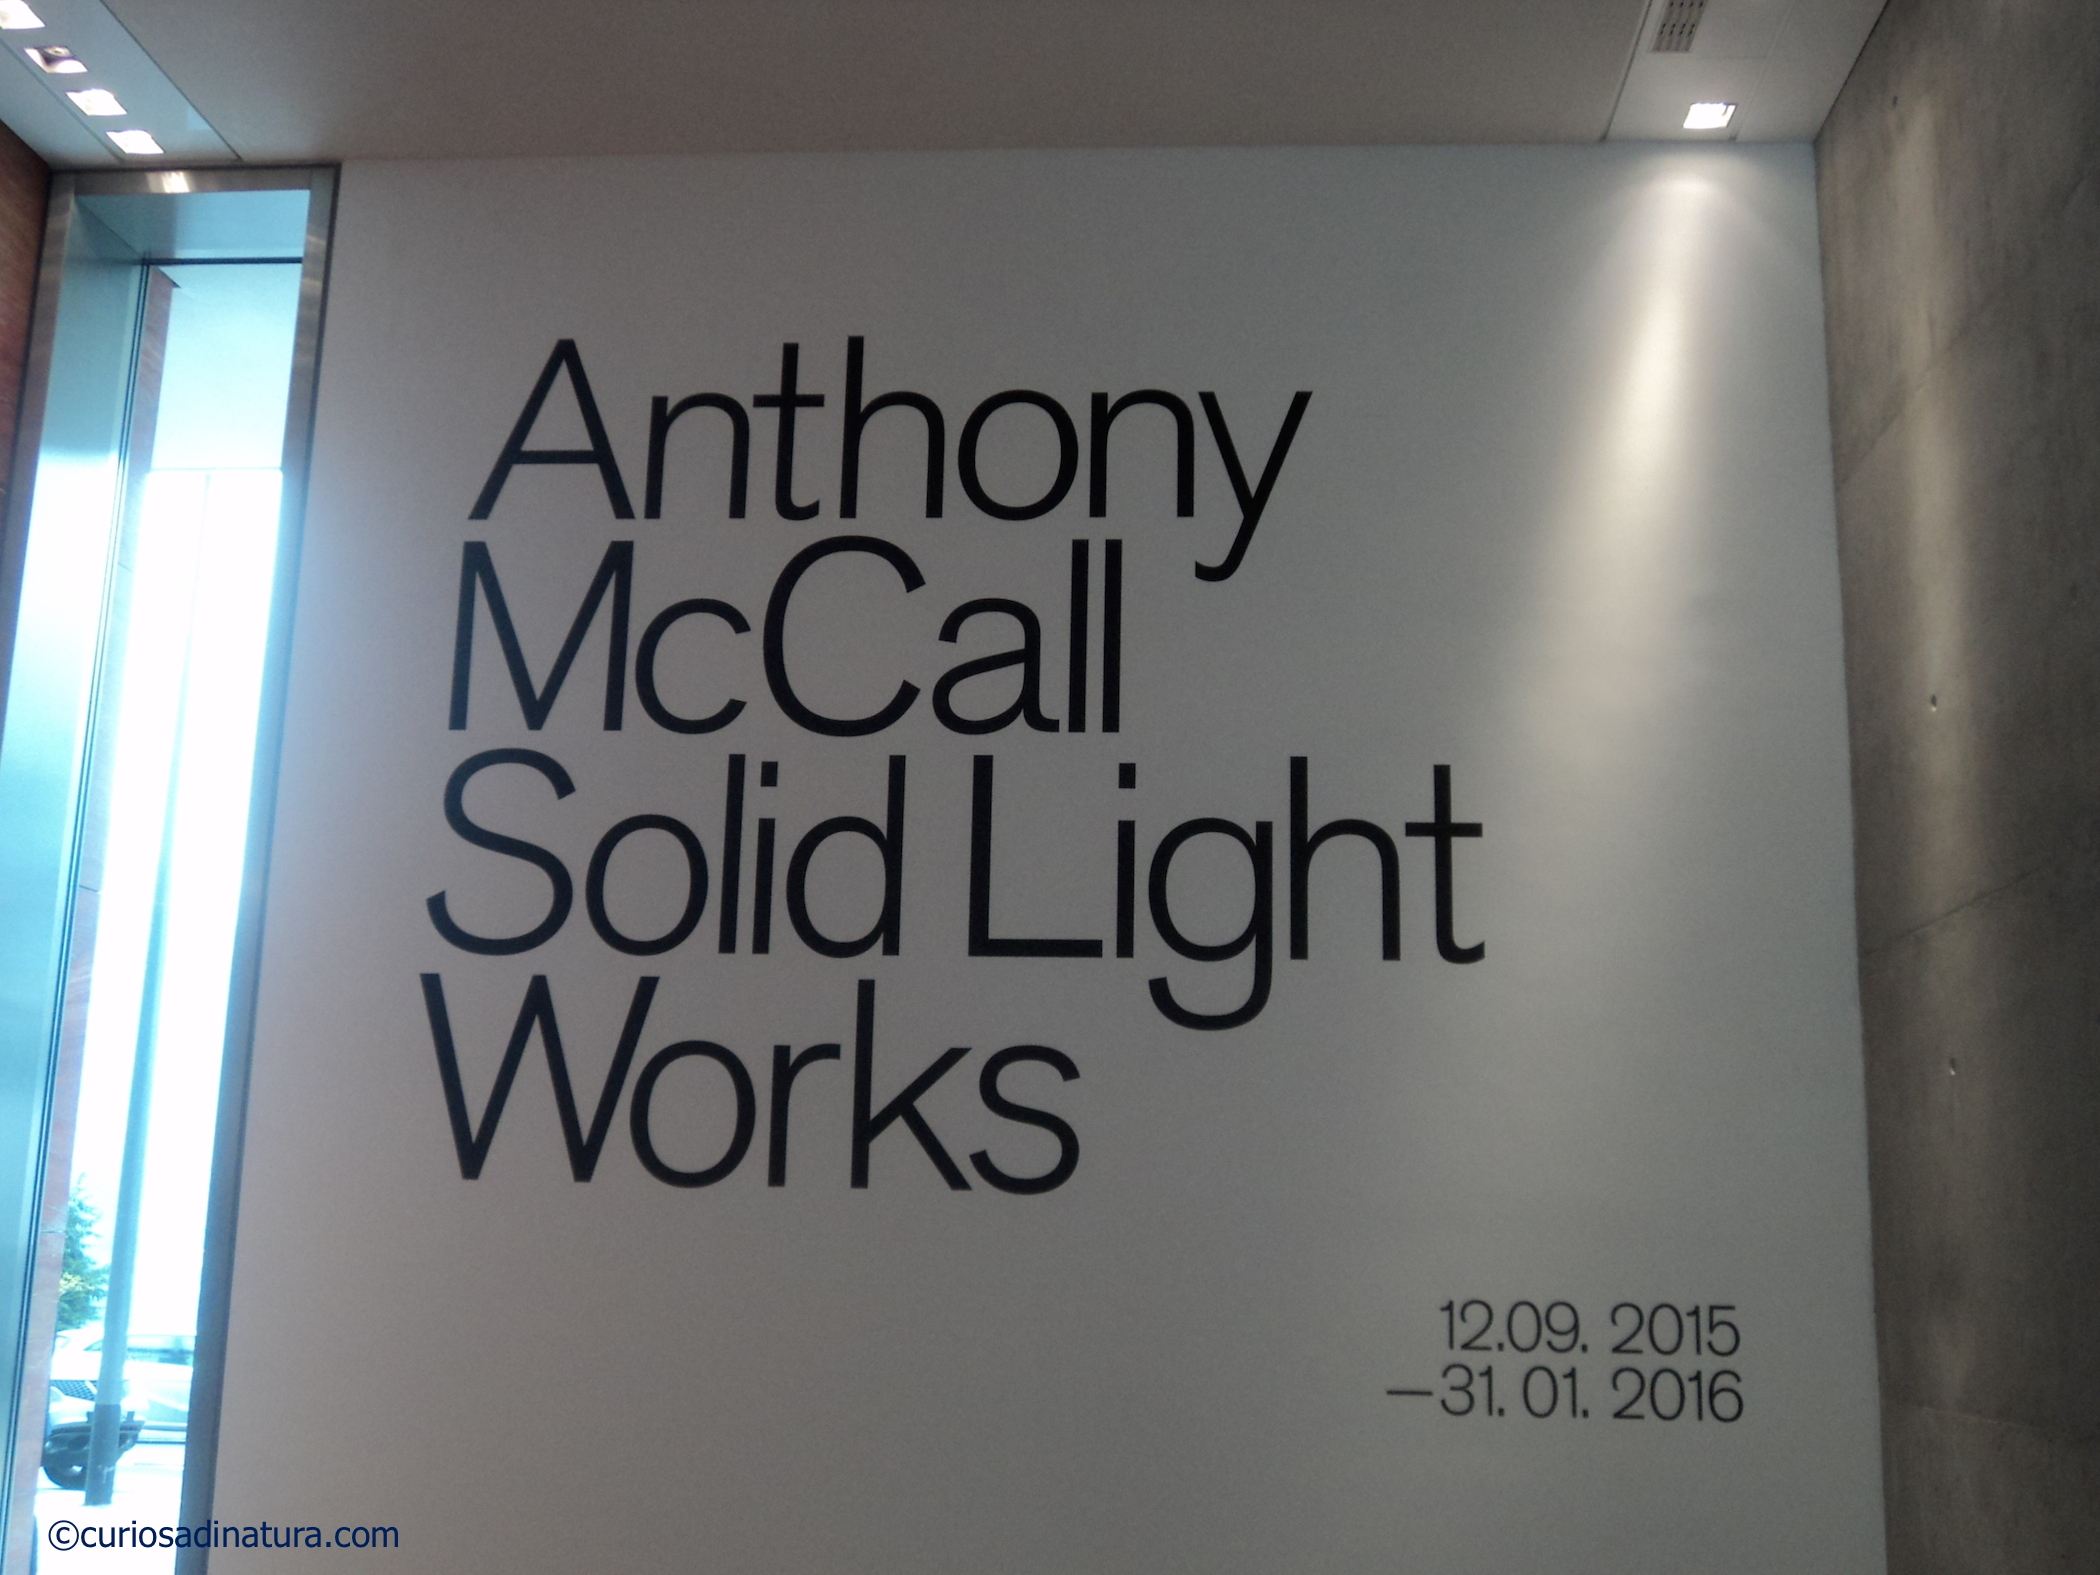 Anthony
McCall
Solid Light
Works
12.09. 2015
—31. 01. 2016
©curiosadinatura.com